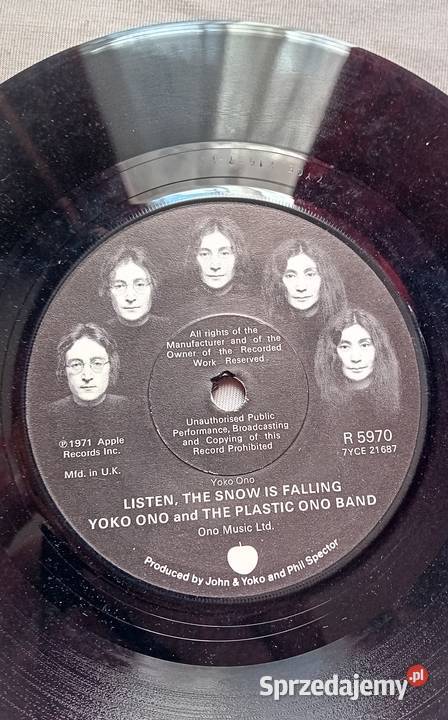 All rights of the
Manufacturer and of the
Owner of the Recorded
Work Reserved
Unauthorised Public
Performance, Broadcasting
and Copying of this
Record Prohibited
℗1971 Apple
Records Inc.
Mfd. in U.K.
R 5970
7YCE 21687
Yoko Ono
LISTEN, THE SNOW IS FALLING
YOKO ONO and THE PLASTIC ONO BAND
Ono Music Ltd.
Produced by John & Yoko and Phil Spector
Sprzedajemy.pl